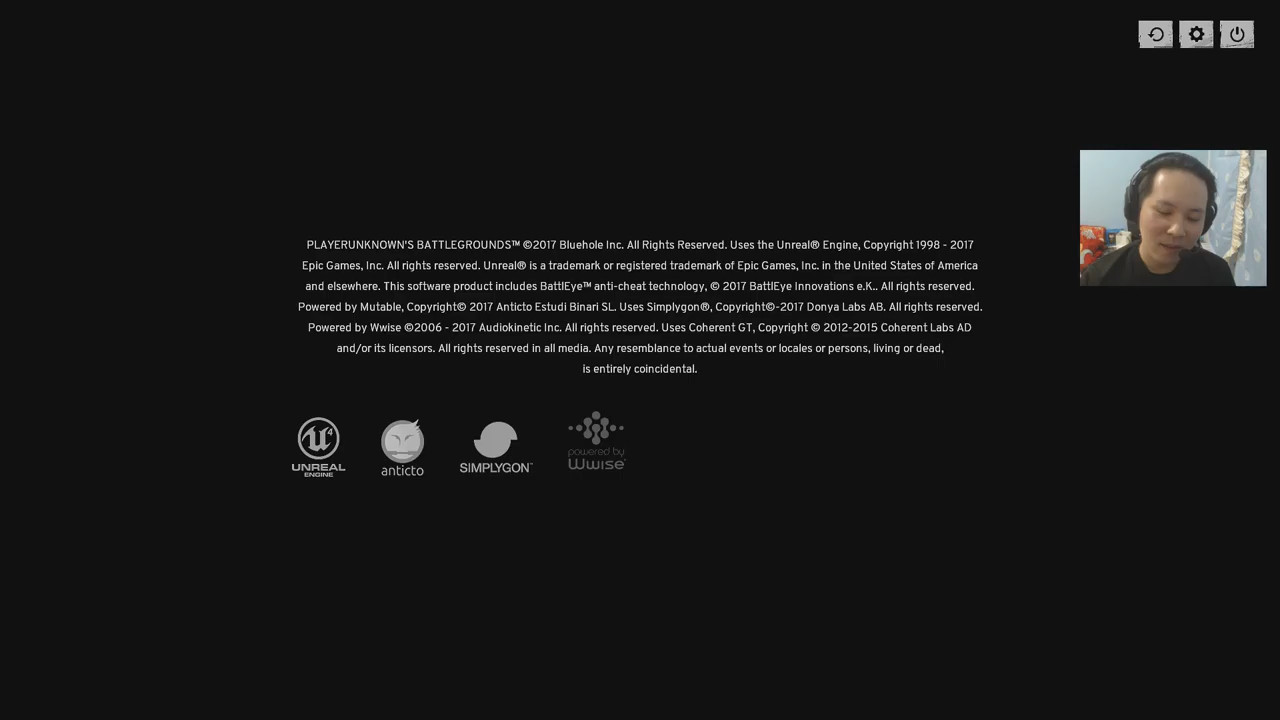 PLAYERUNKNOWN'S BATTLEGROUNDS™ ©2017 Bluehole Inc. All Rights Reserved. Uses the Unreal® Engine, Copyright 1998 - 2017
Epic Games, Inc. All rights reserved. Unreal® is a trademark or registered trademark of Epic Games, Inc. in the United States of America
and elsewhere. This software product includes BattlEye™ anti-cheat technology, © 2017 BattlEye Innovations e.K.. All rights reserved.
Powered by Mutable, Copyright© 2017 Anticto Estudi Binari SL. Uses Simplygon®, Copyright©-2017 Donya Labs AB. All rights reserved.
Powered by Wwise ©2006 - 2017 Audiokinetic Inc. All rights reserved. Uses Coherent GT, Copyright © 2012-2015 Coherent Labs AD
and/or its licensors. All rights reserved in all media. Any resemblance to actual events or locales or persons, living or dead,
is entirely coincidental.
U4
UNREAL
ENGINE
anticto
SIMPLYGON™
powered by
Wwise®